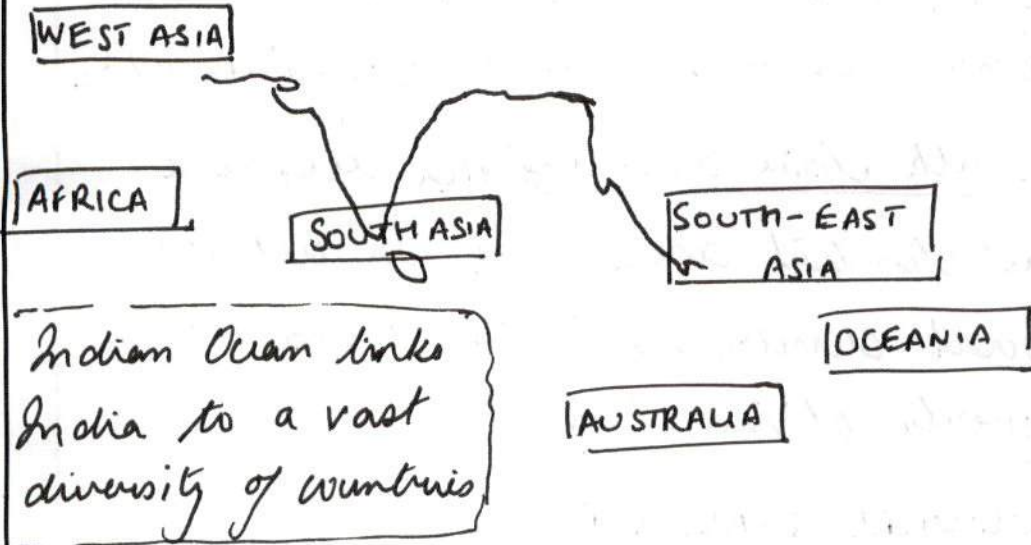 WEST ASIA
AFRICA
SOUTH ASIA
SOUTH-EAST
ASIA
OCEANIA
AUSTRALIA
Indian Ocean links
India to a vast
diversity of countries